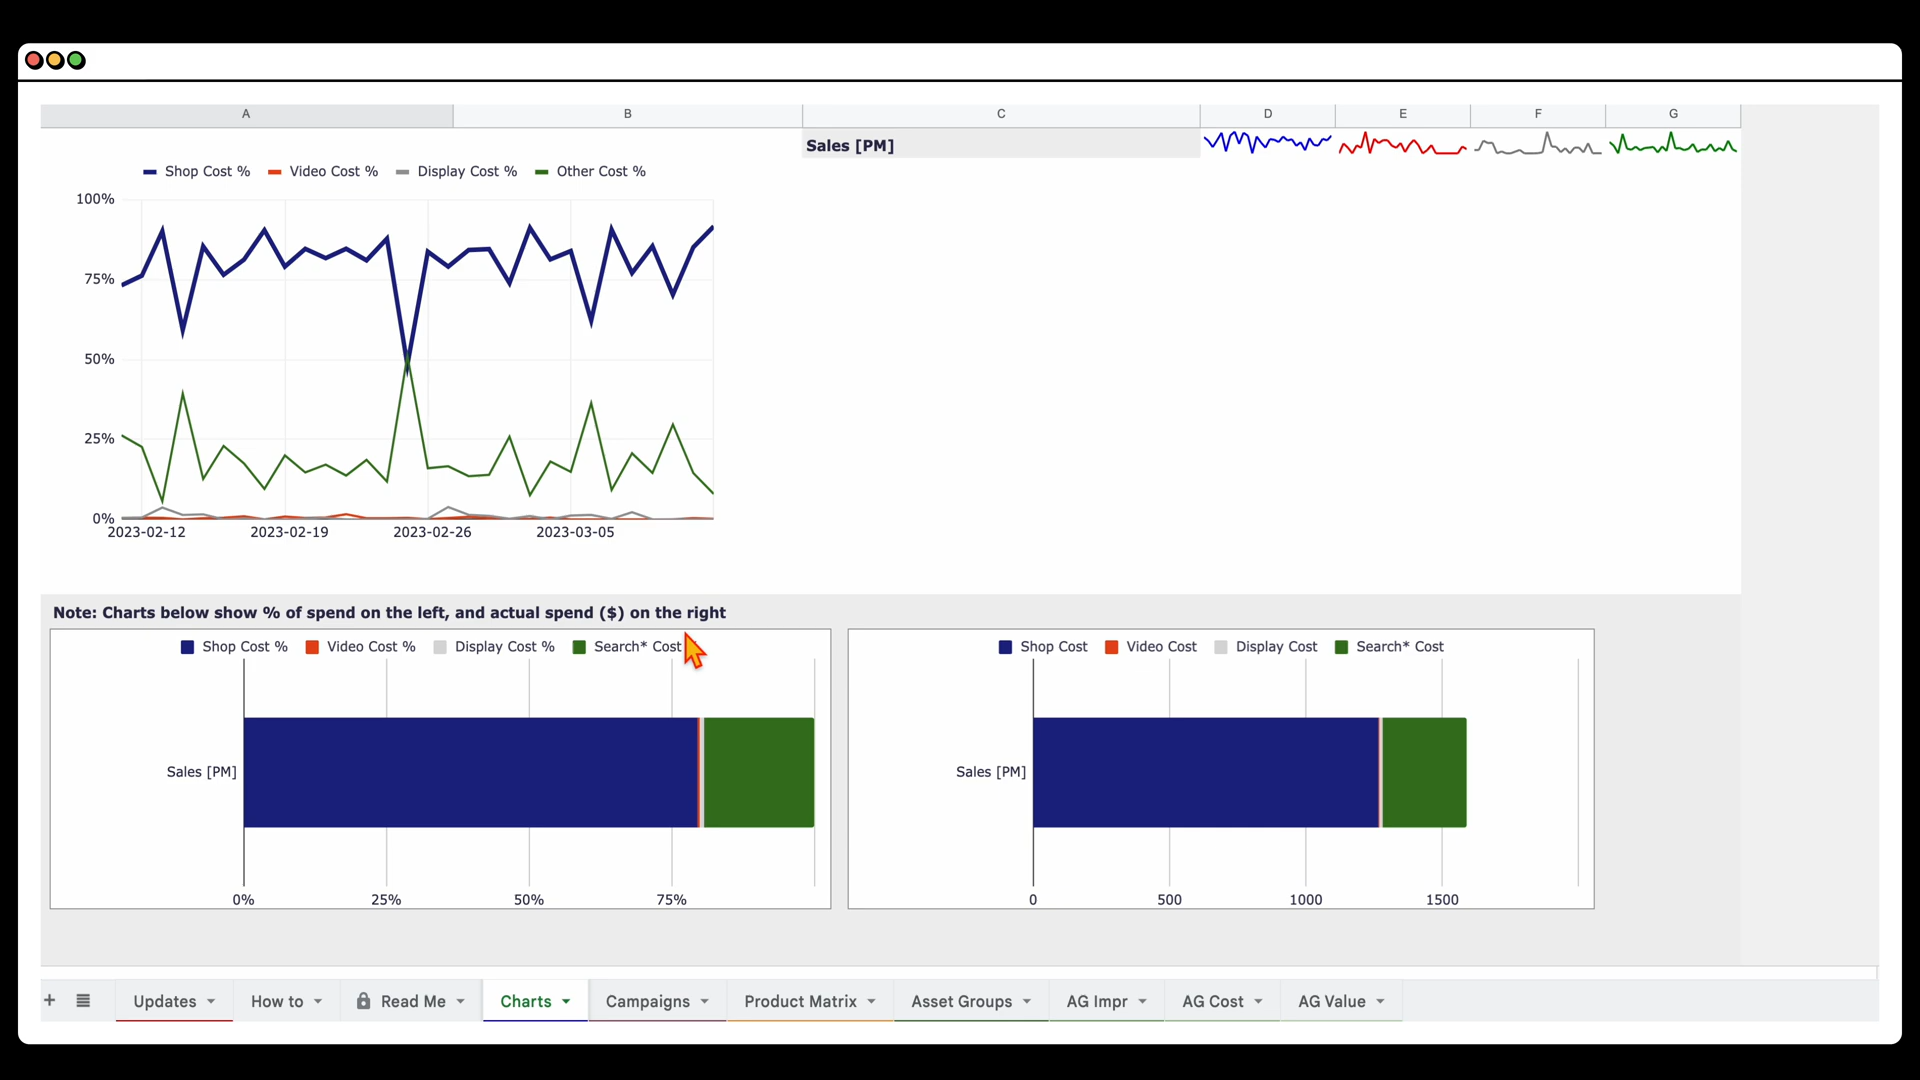 A B C D E F G
Sales [PM]
Shop Cost % Video Cost % Display Cost % Other Cost %
100%
75%
50%
25%
0%
2023-02-12 2023-02-19 2023-02-26 2023-03-05
Note: Charts below show % of spend on the left, and actual spend ($) on the right
Shop Cost % Video Cost % Display Cost % Search* Cost
Sales [PM]
0% 25% 50% 75%
Shop Cost Video Cost Display Cost Search* Cost
Sales [PM]
0 500 1000 1500
+ Updates How to Read Me Charts Campaigns Product Matrix Asset Groups AG Impr AG Cost AG Value